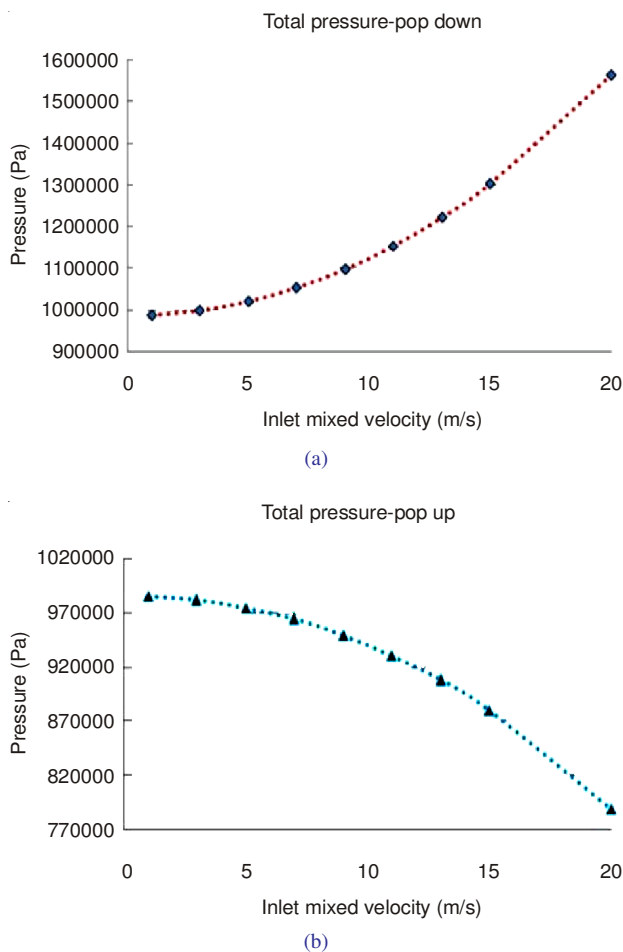 Total pressure-pop down
1600000
1500000
1400000
1300000
1200000
1100000
1000000
900000
Pressure (Pa)
0 5 10 15 20
Inlet mixed velocity (m/s)
(a)
Total pressure-pop up
1020000
970000
920000
870000
820000
770000
Pressure (Pa)
0 5 10 15 20
Inlet mixed velocity (m/s)
(b)